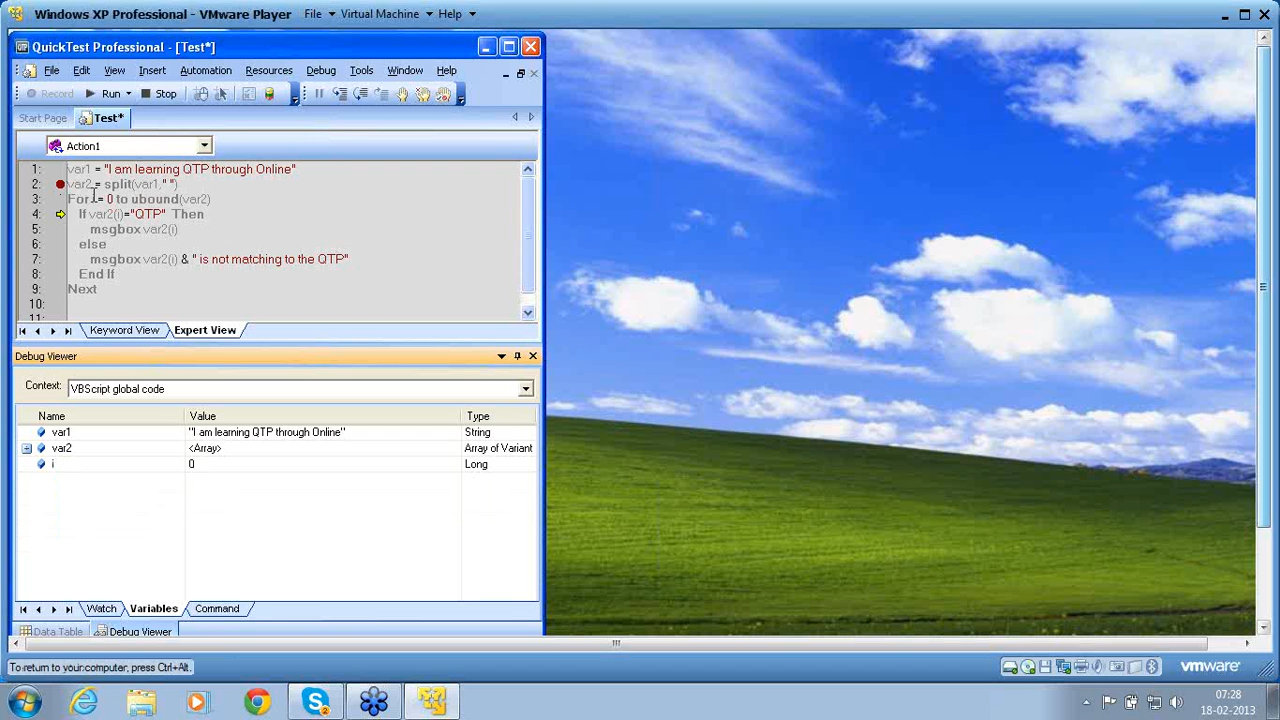 Windows XP Professional - VMware Player File Virtual Machine Help
QuickTest Professional - [Test*]
File Edit View Insert Automation Resources Debug Tools Window Help
Record Run Stop
Start Page Test*
Action1
1: var1 = "I am learning QTP through Online"
2: var2 = split(var1," ")
3: For i= 0 to ubound(var2)
4: If var2(i)="QTP" Then
5: msgbox var2(i)
6: else
7: msgbox var2(i) & " is not matching to the QTP"
8: End If
9: Next
10:
11:
Keyword View Expert View
Debug Viewer
Context: VBScript global code
Name Value Type
var1 "I am learning QTP through Online" String
var2 <Array> Array of Variant
i 0 Long
Watch Variables Command
Data Table Debug Viewer
To return to your computer, press Ctrl+Alt.
vmware
07:28
18-02-2013